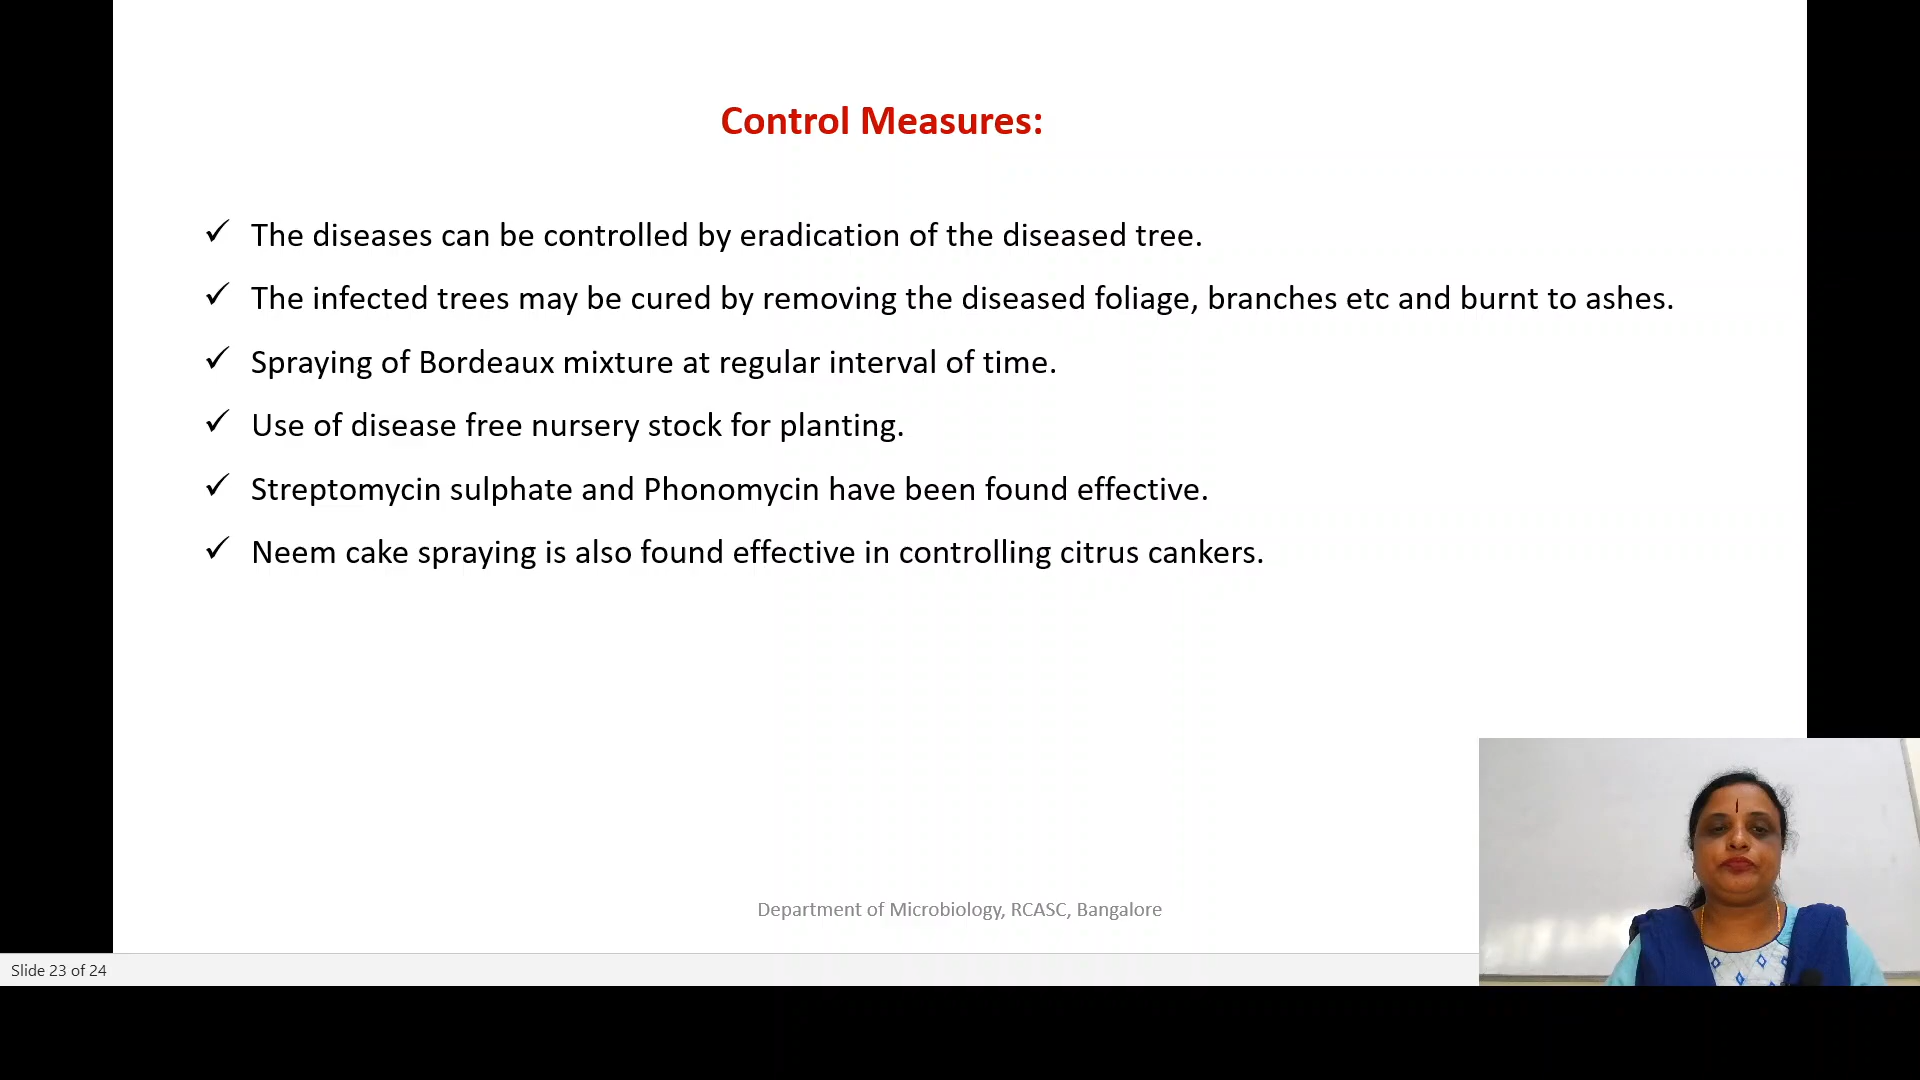 Control Measures:
✓ The diseases can be controlled by eradication of the diseased tree.
✓ The infected trees may be cured by removing the diseased foliage, branches etc and burnt to ashes.
✓ Spraying of Bordeaux mixture at regular interval of time.
✓ Use of disease free nursery stock for planting.
✓ Streptomycin sulphate and Phonomycin have been found effective.
✓ Neem cake spraying is also found effective in controlling citrus cankers.
Department of Microbiology, RCASC, Bangalore
Slide 23 of 24